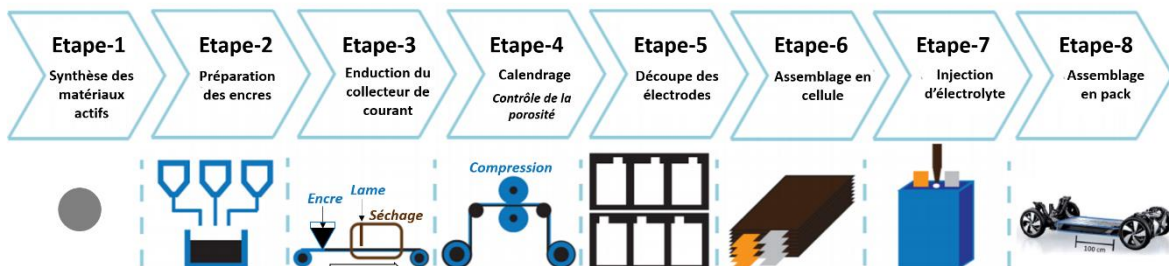 Etape-1
Synthèse des
matériaux
actifs
Etape-2
Préparation
des encres
Etape-3
Enduction du
collecteur de
courant
Etape-4
Calendrage
Contrôle de la
porosité
Etape-5
Découpe des
électrodes
Etape-6
Assemblage en
cellule
Etape-7
Injection
d'électrolyte
Etape-8
Assemblage
en pack
Encre
Lame
Séchage
Compression
100 cm